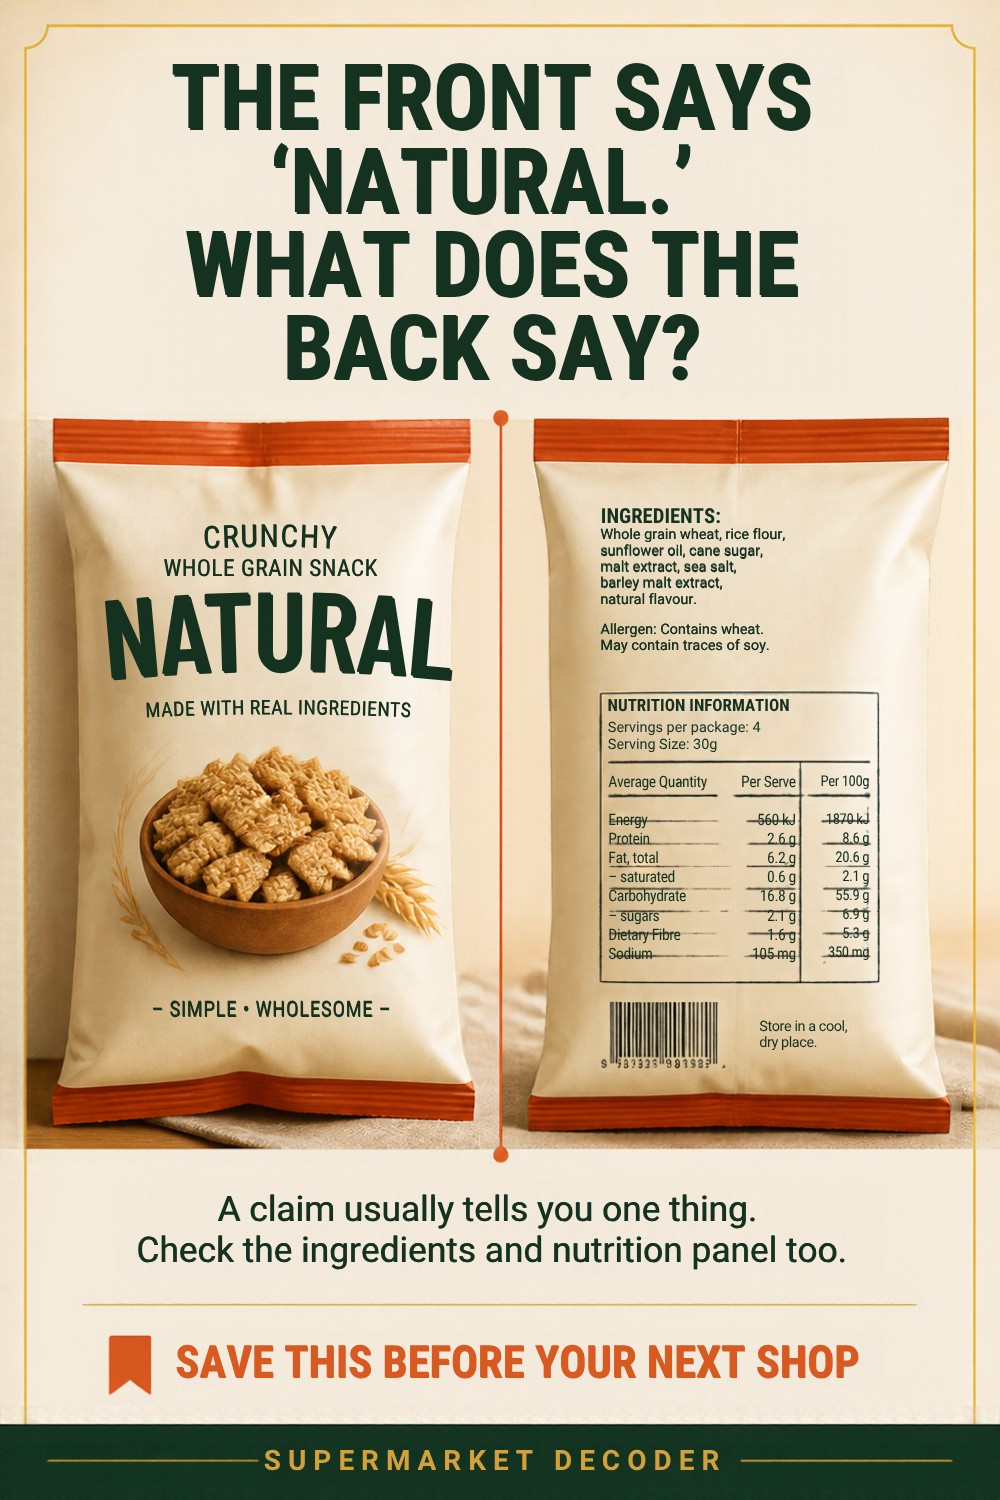 THE FRONT SAYS
‘NATURAL.’
WHAT DOES THE
BACK SAY?
CRUNCHY
WHOLE GRAIN SNACK
NATURAL
MADE WITH REAL INGREDIENTS
– SIMPLE • WHOLESOME –
INGREDIENTS:
Whole grain wheat, rice flour,
sunflower oil, cane sugar,
malt extract, sea salt,
barley malt extract,
natural flavour.
Allergen: Contains wheat.
May contain traces of soy.
NUTRITION INFORMATION
Servings per package: 4
Serving Size: 30g
Average Quantity Per Serve Per 100g
Energy 560 kJ 1870 kJ
Protein 2.6 g 8.6 g
Fat, total 6.2 g 20.6 g
– saturated 0.6 g 2.1 g
Carbohydrate 16.8 g 55.9 g
– sugars 2.1 g 6.9 g
Dietary Fibre 1.6 g 5.3 g
Sodium 105 mg 350 mg
Store in a cool,
dry place.
A claim usually tells you one thing.
Check the ingredients and nutrition panel too.
SAVE THIS BEFORE YOUR NEXT SHOP
SUPERMARKET DECODER